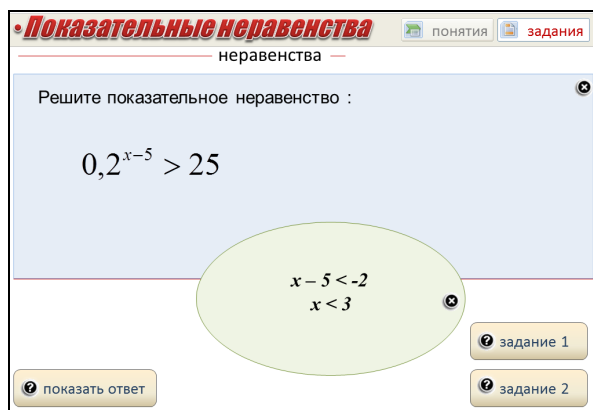 •Показательные неравенства
понятия
задания
неравенства
Решите показательное неравенство :
0,2^{x−5} > 25
x – 5 < -2
x < 3
задание 1
показать ответ
задание 2